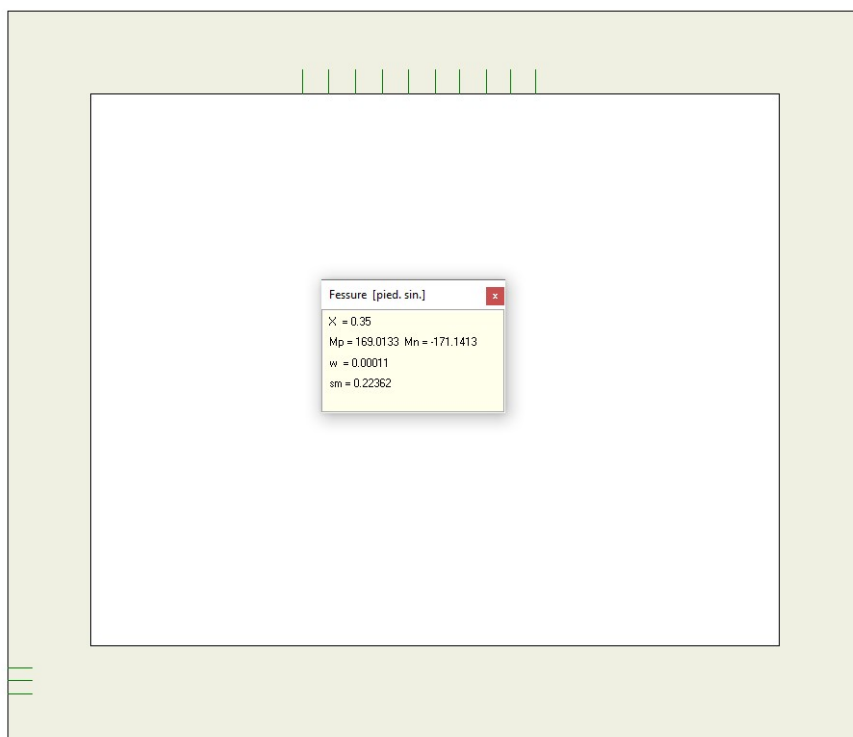 Fessure [pied. sin.]
x
X = 0.35
Mp = 169.0133 Mn = -171.1413
w = 0.00011
sm = 0.22362